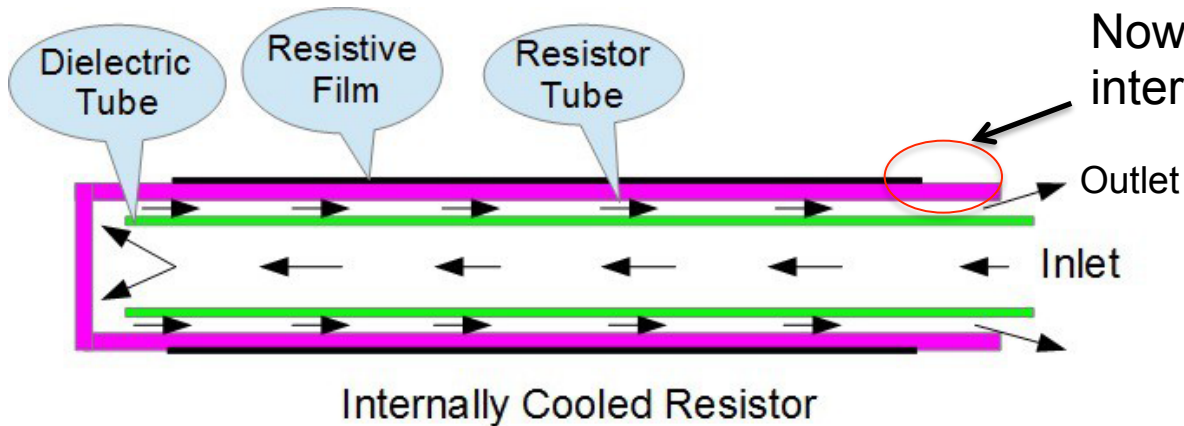 Dielectric
Tube
Resistive
Film
Resistor
Tube
Now
inter
Outlet
Inlet
Internally Cooled Resistor